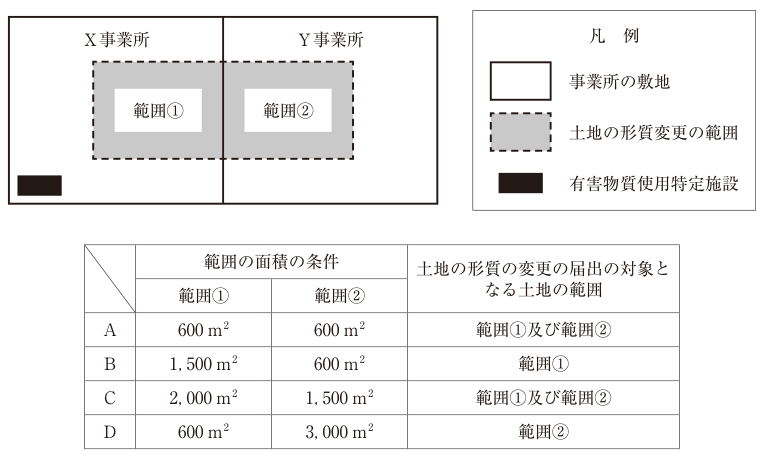 X事業所 Y事業所
範囲① 範囲②
凡 例
事業所の敷地
土地の形質変更の範囲
有害物質使用特定施設
範囲の面積の条件 土地の形質の変更の届出の対象と
なる土地の範囲
範囲① 範囲②
A 600 m² 600 m² 範囲①及び範囲②
B 1,500 m² 600 m² 範囲①
C 2,000 m² 1,500 m² 範囲①及び範囲②
D 600 m² 3,000 m² 範囲②